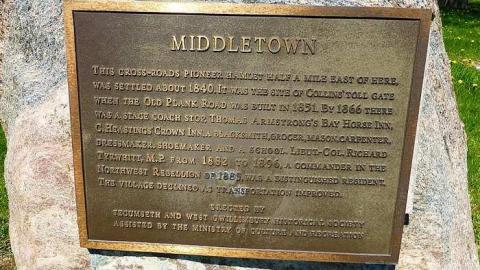 MIDDLETOWN
THIS CROSS-ROADS PIONEER HAMLET HALF A MILE EAST OF HERE,
WAS SETTLED ABOUT 1840. IT WAS THE SITE OF COLLINS' TOLL GATE
WHEN THE OLD PLANK ROAD WAS BUILT IN 1851. BY 1866 THERE
WAS A STAGE COACH STOP, THOMAS ARMSTRONG'S BAY HORSE INN,
C. HEASTING'S CROWN INN, A BLACKSMITH, GROCER, MASON, CARPENTER,
DRESSMAKER, SHOEMAKER, AND A SCHOOL. LIEUT-COL. RICHARD
TYRWHITT, M.P. FROM 1882 TO 1896, A COMMANDER IN THE
NORTHWEST REBELLION OF 1885, WAS A DISTINGUISHED RESIDENT.
THE VILLAGE DECLINED AS TRANSPORTATION IMPROVED.
ERECTED BY
TECUMSETH AND WEST GWILLIMBURY HISTORICAL SOCIETY
ASSISTED BY THE MINISTRY OF CULTURE AND RECREATION